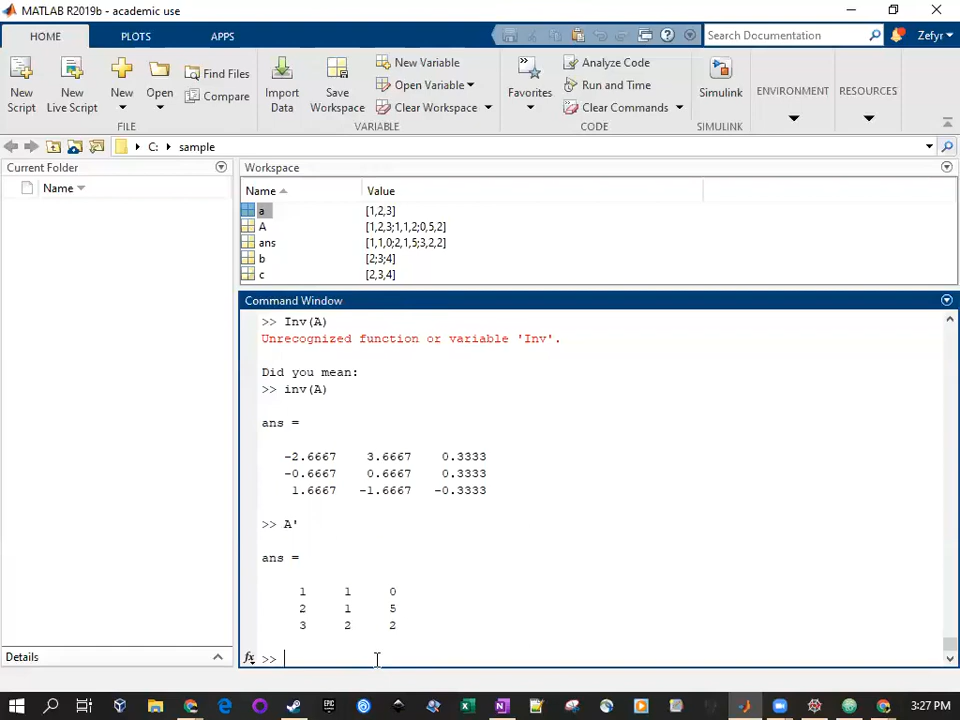 MATLAB R2019b - academic use
HOME PLOTS APPS Search Documentation Zefyr
New Script
New Live Script
New
Open
Find Files
Compare
FILE
Import Data
Save Workspace
New Variable
Open Variable
Clear Workspace
VARIABLE
Favorites
Analyze Code
Run and Time
Clear Commands
CODE
Simulink
SIMULINK
ENVIRONMENT
RESOURCES
C: sample
Current Folder
Name
Workspace
Name Value
a [1,2,3]
A [1,2,3;1,1,2;0,5,2]
ans [1,1,0;2,1,5;3,2,2]
b [2;3;4]
c [2,3,4]
Command Window
>> Inv(A)
Unrecognized function or variable 'Inv'.
Did you mean:
>> inv(A)
ans =
-2.6667 3.6667 0.3333
-0.6667 0.6667 0.3333
1.6667 -1.6667 -0.3333
>> A'
ans =
1 1 0
2 1 5
3 2 2
fx >>
Details
3:27 PM